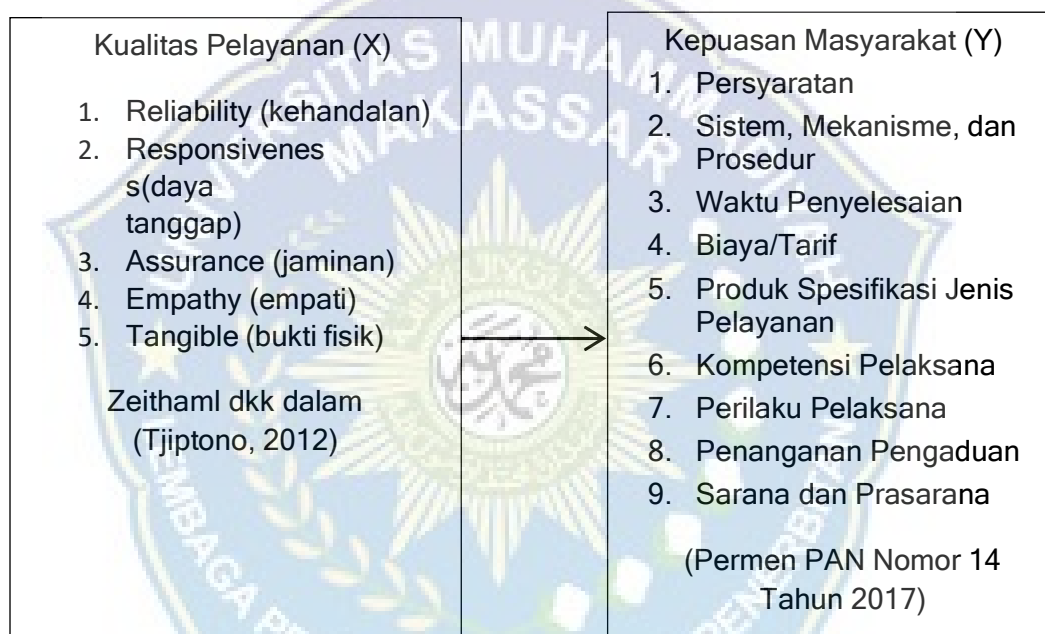 Kualitas Pelayanan (X)
1. Reliability (kehandalan)
2. Responsivenes
s(daya
tanggap)
3. Assurance (jaminan)
4. Empathy (empati)
5. Tangible (bukti fisik)
Zeithaml dkk dalam
(Tjiptono, 2012)
Kepuasan Masyarakat (Y)
1. Persyaratan
2. Sistem, Mekanisme, dan
Prosedur
3. Waktu Penyelesaian
4. Biaya/Tarif
5. Produk Spesifikasi Jenis
Pelayanan
6. Kompetensi Pelaksana
7. Perilaku Pelaksana
8. Penanganan Pengaduan
9. Sarana dan Prasarana
(Permen PAN Nomor 14
Tahun 2017)
UNIVERSITAS MUHAMMADIYAH
MAKASSAR